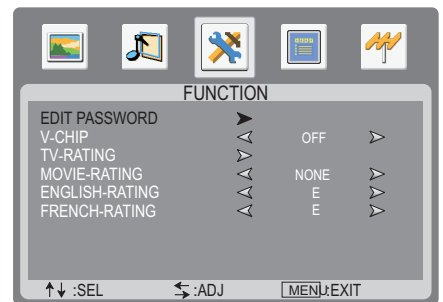 FUNCTION
EDIT PASSWORD
V-CHIP OFF
TV-RATING
MOVIE-RATING NONE
ENGLISH-RATING E
FRENCH-RATING E
:SEL :ADJ MENU:EXIT